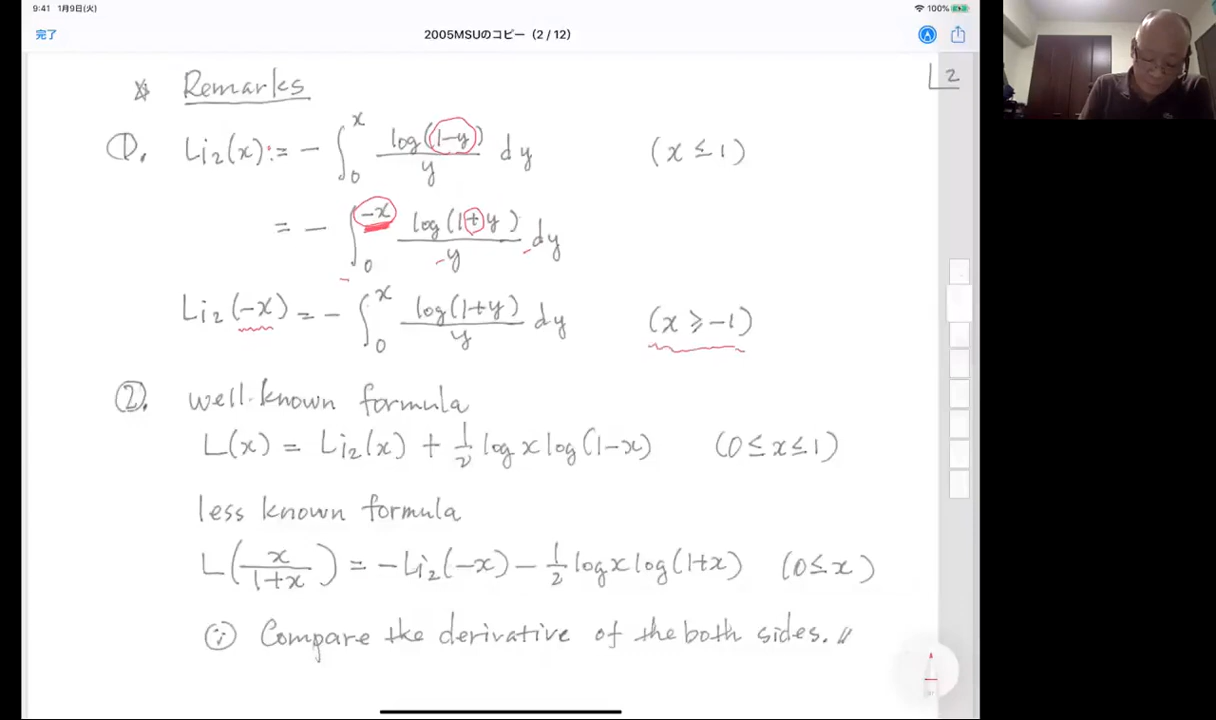 9:41 1月9日(火)
100%
完了
2005MSUのコピー (2 / 12)
2
※ Remarks
①. Li₂(x) := − ∫₀ˣ log(1−y)/y dy (x ≤ 1)
= − ∫₀⁻ˣ log(1+y)/−y −dy
Li₂(−x) = − ∫₀ˣ log(1+y)/y dy (x ≥ −1)
②. well-known formula
L(x) = Li₂(x) + 1/2 log x log(1−x) (0 ≤ x ≤ 1)
less known formula
L(x/(1+x)) = −Li₂(−x) − 1/2 log x log(1+x) (0 ≤ x)
∵ Compare the derivative of the both sides. //